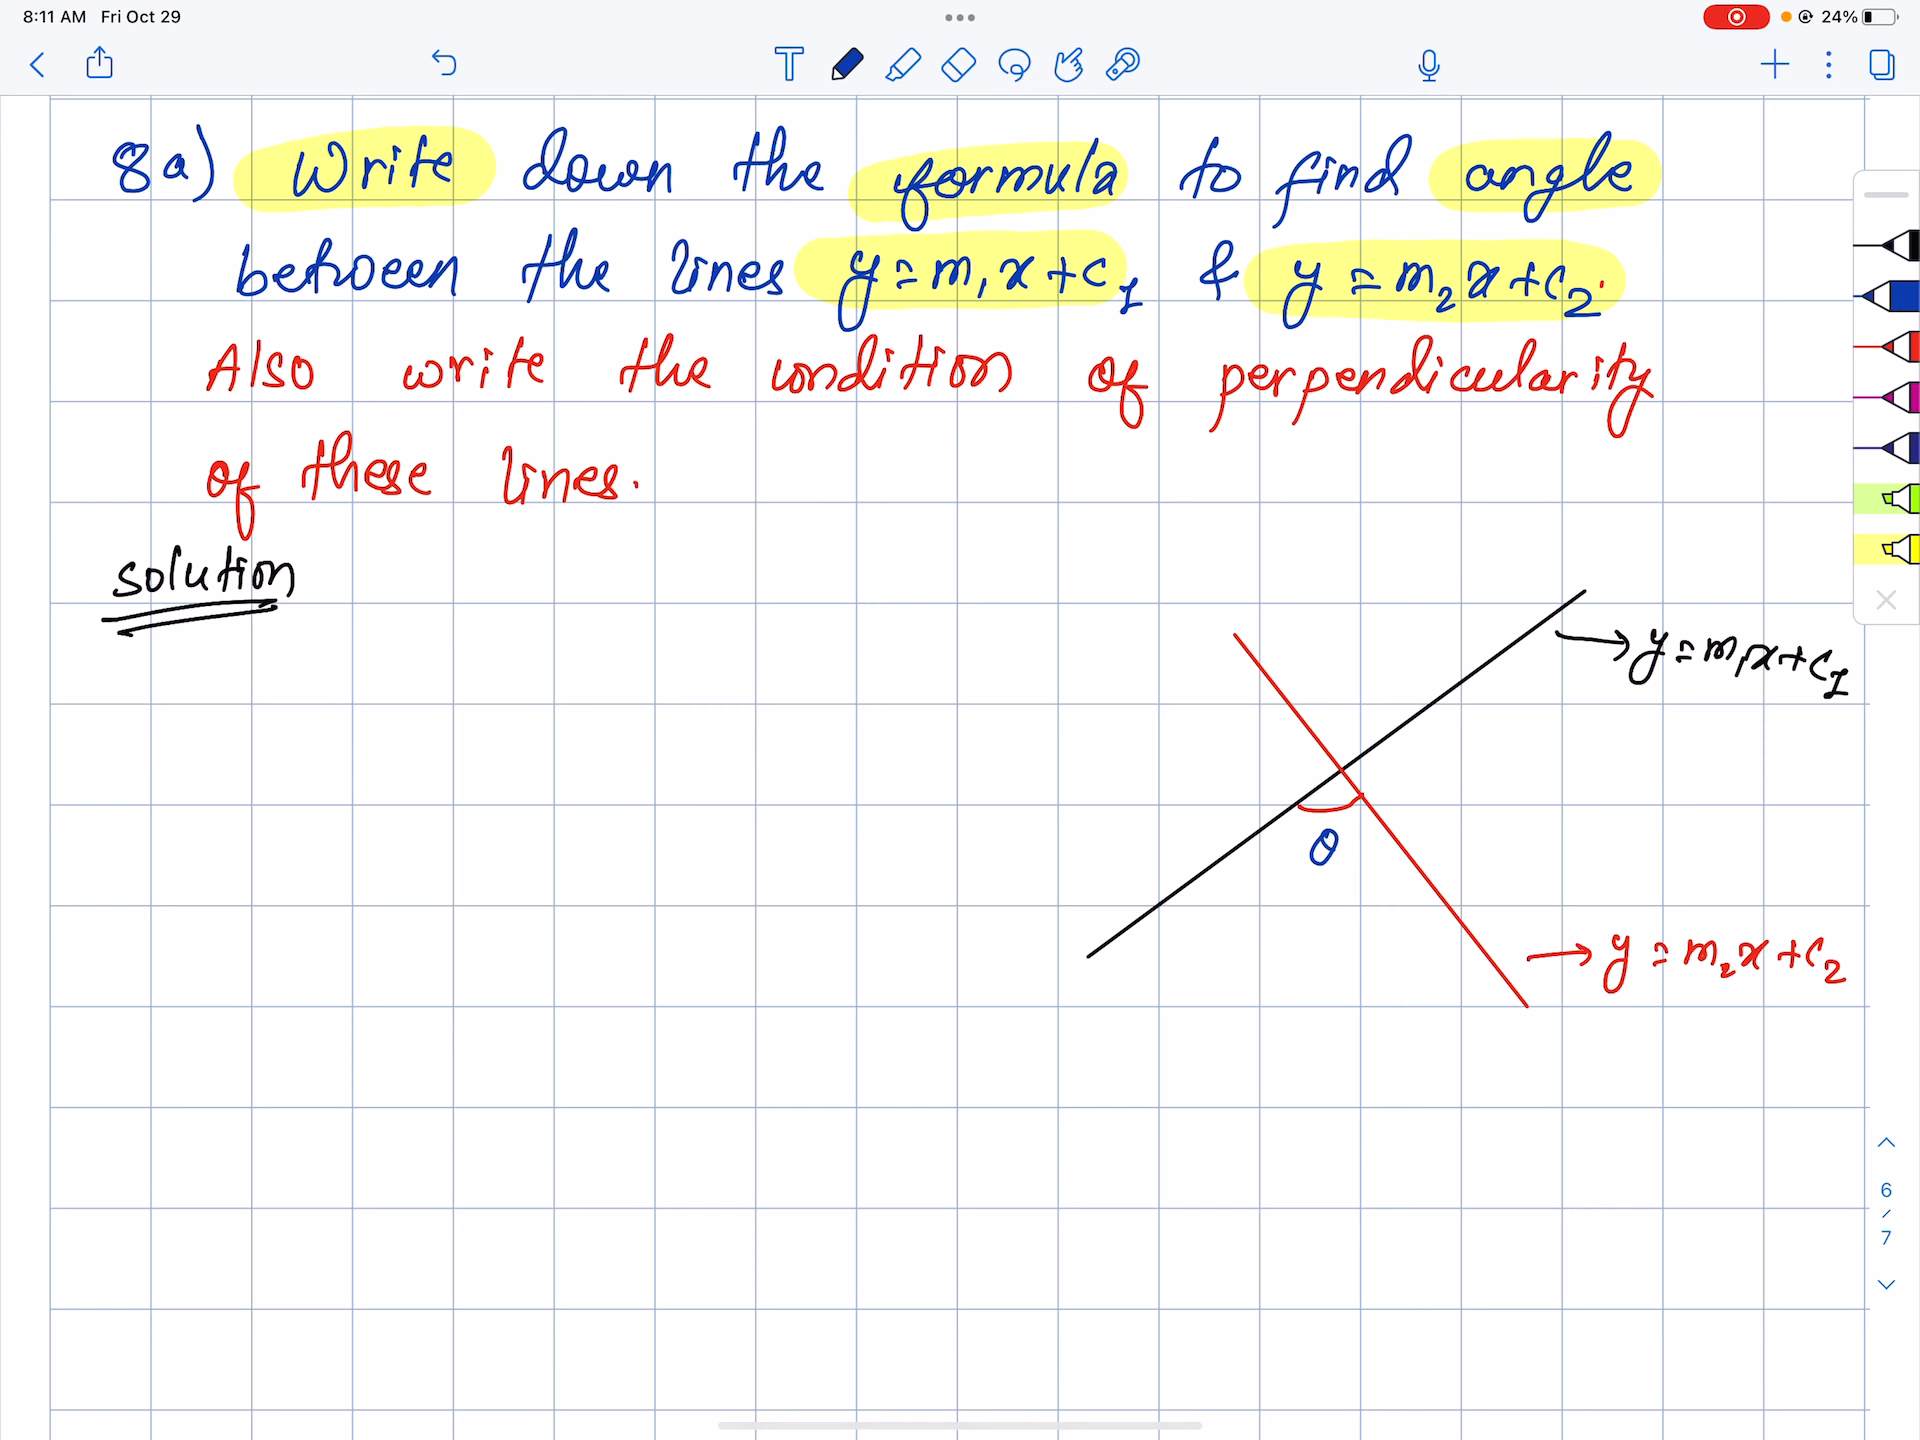 8:11 AM Fri Oct 29
24%
T
8a) Write down the formula to find angle
between the lines y = m₁x + c₁ & y = m₂x + c₂.
Also write the condition of perpendicularity
of these lines.
solution
→ y = m₁x + c₁
θ
→ y = m₂x + c₂
6
/
7